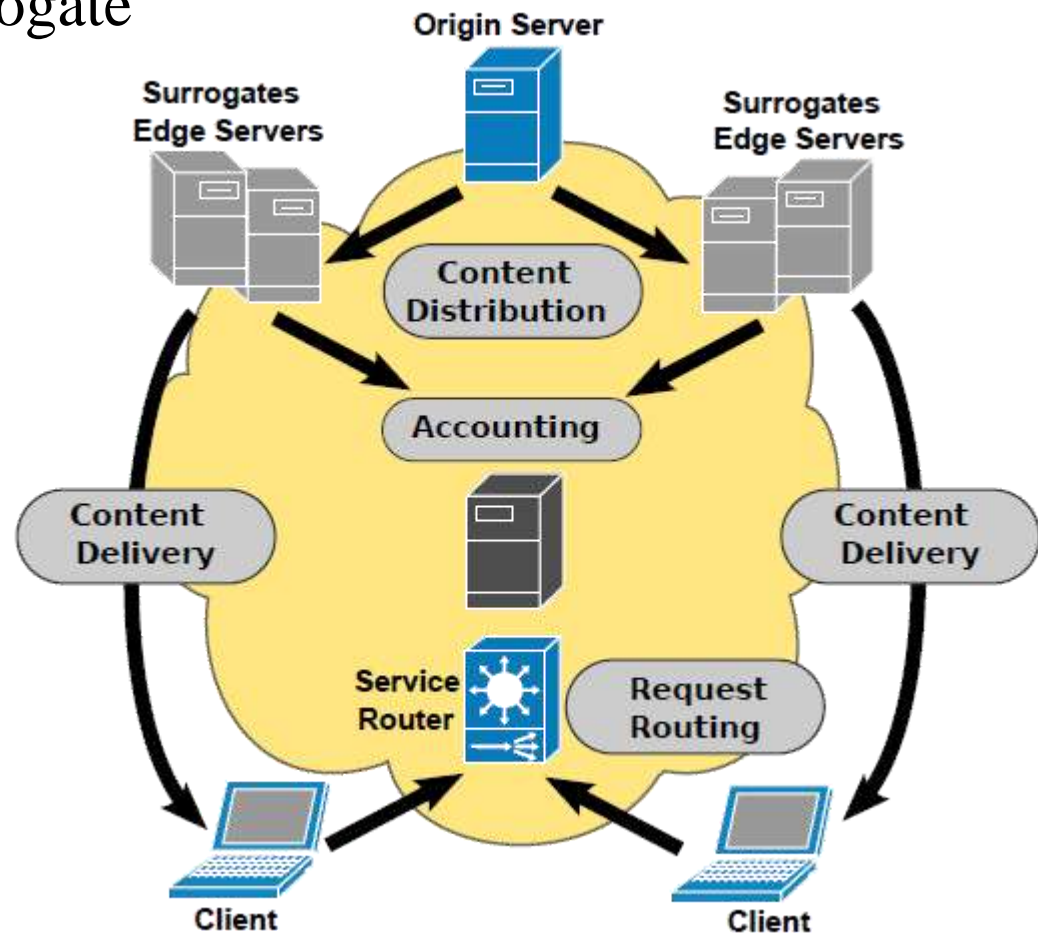 ogate
Origin Server
Surrogates
Edge Servers
Surrogates
Edge Servers
Content
Distribution
Accounting
Content
Delivery
Content
Delivery
Service
Router
Request
Routing
Client
Client